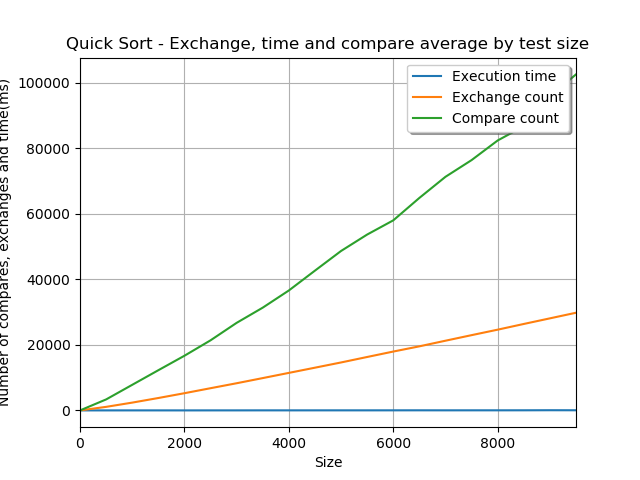 Quick Sort - Exchange, time and compare average by test size
Execution time
Exchange count
Compare count
Number of compares, exchanges and time(ms)
100000
80000
60000
40000
20000
0
0 2000 4000 6000 8000
Size